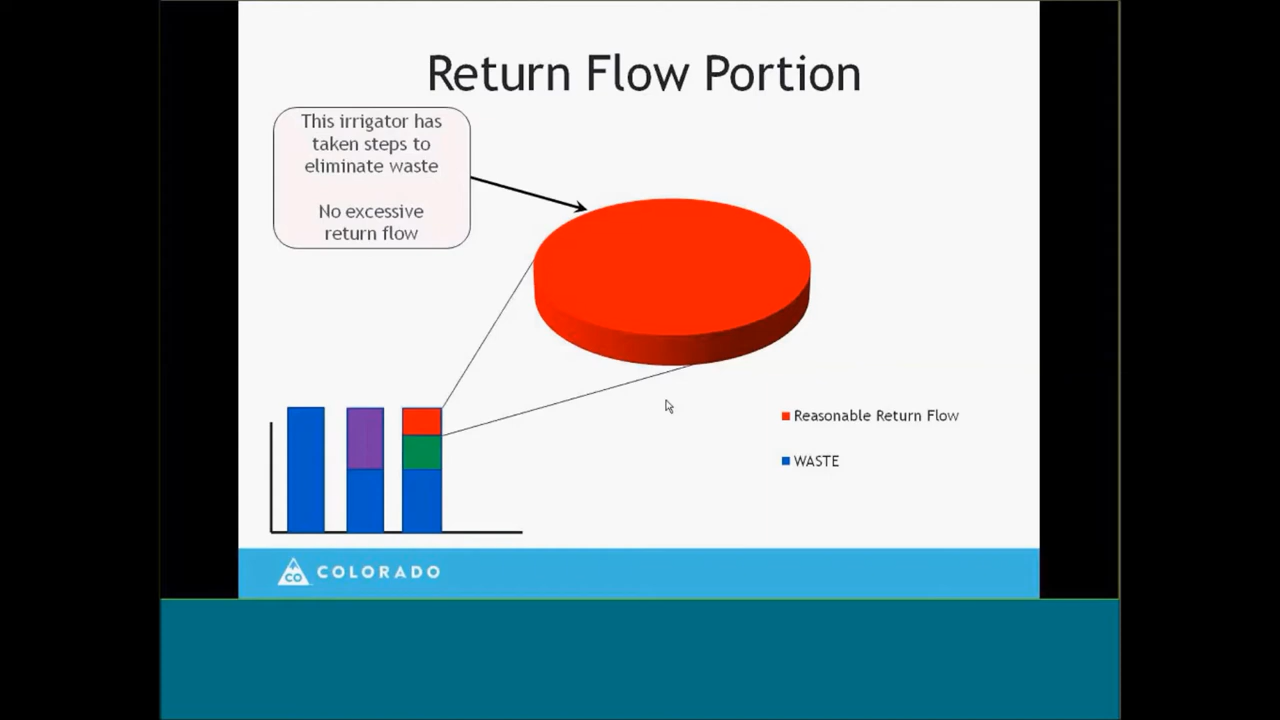 Return Flow Portion
This irrigator has
taken steps to
eliminate waste
No excessive
return flow
Reasonable Return Flow
WASTE
CO COLORADO